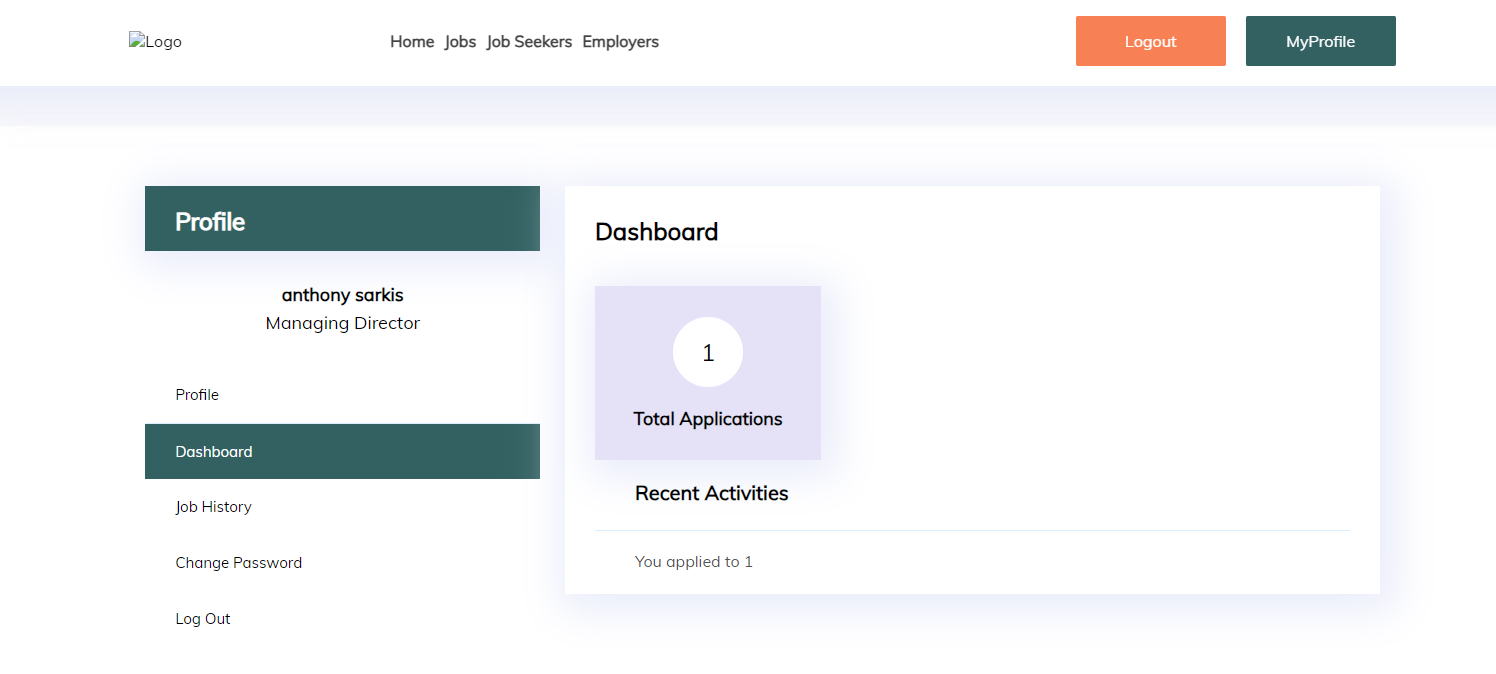 Logo
Home Jobs Job Seekers Employers
Logout
MyProfile
Profile
anthony sarkis
Managing Director
Profile
Dashboard
Job History
Change Password
Log Out
Dashboard
1
Total Applications
Recent Activities
You applied to 1